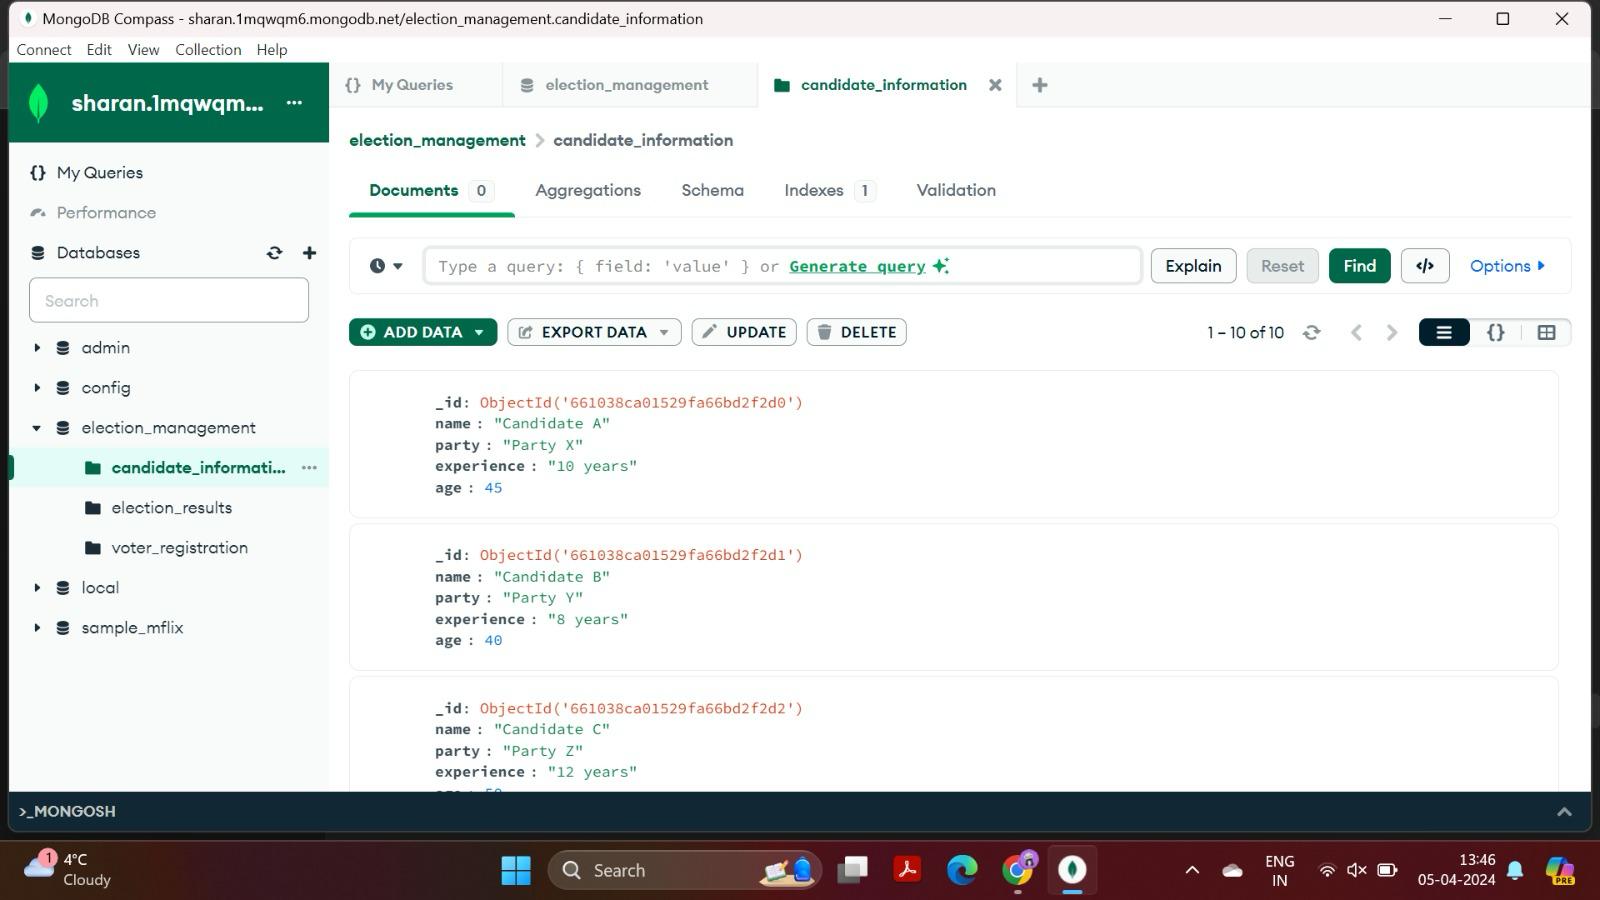 MongoDB Compass - sharan.1mqwqm6.mongodb.net/election_management.candidate_information
Connect Edit View Collection Help
sharan.1mqwqm... ...
My Queries
Performance
Databases
Search
admin
config
election_management
candidate_informati... ...
election_results
voter_registration
local
sample_mflix
{} My Queries
election_management
candidate_information
election_management > candidate_information
Documents 0 Aggregations Schema Indexes 1 Validation
Type a query: { field: 'value' } or Generate query
Explain Reset Find </> Options
ADD DATA EXPORT DATA UPDATE DELETE
1 – 10 of 10
{}
_id: ObjectId('661038ca01529fa66bd2f2d0')
name : "Candidate A"
party : "Party X"
experience : "10 years"
age : 45
_id: ObjectId('661038ca01529fa66bd2f2d1')
name : "Candidate B"
party : "Party Y"
experience : "8 years"
age : 40
_id: ObjectId('661038ca01529fa66bd2f2d2')
name : "Candidate C"
party : "Party Z"
experience : "12 years"
>_MONGOSH
1
4°C
Cloudy
Search
ENG
IN
13:46
05-04-2024
PRE